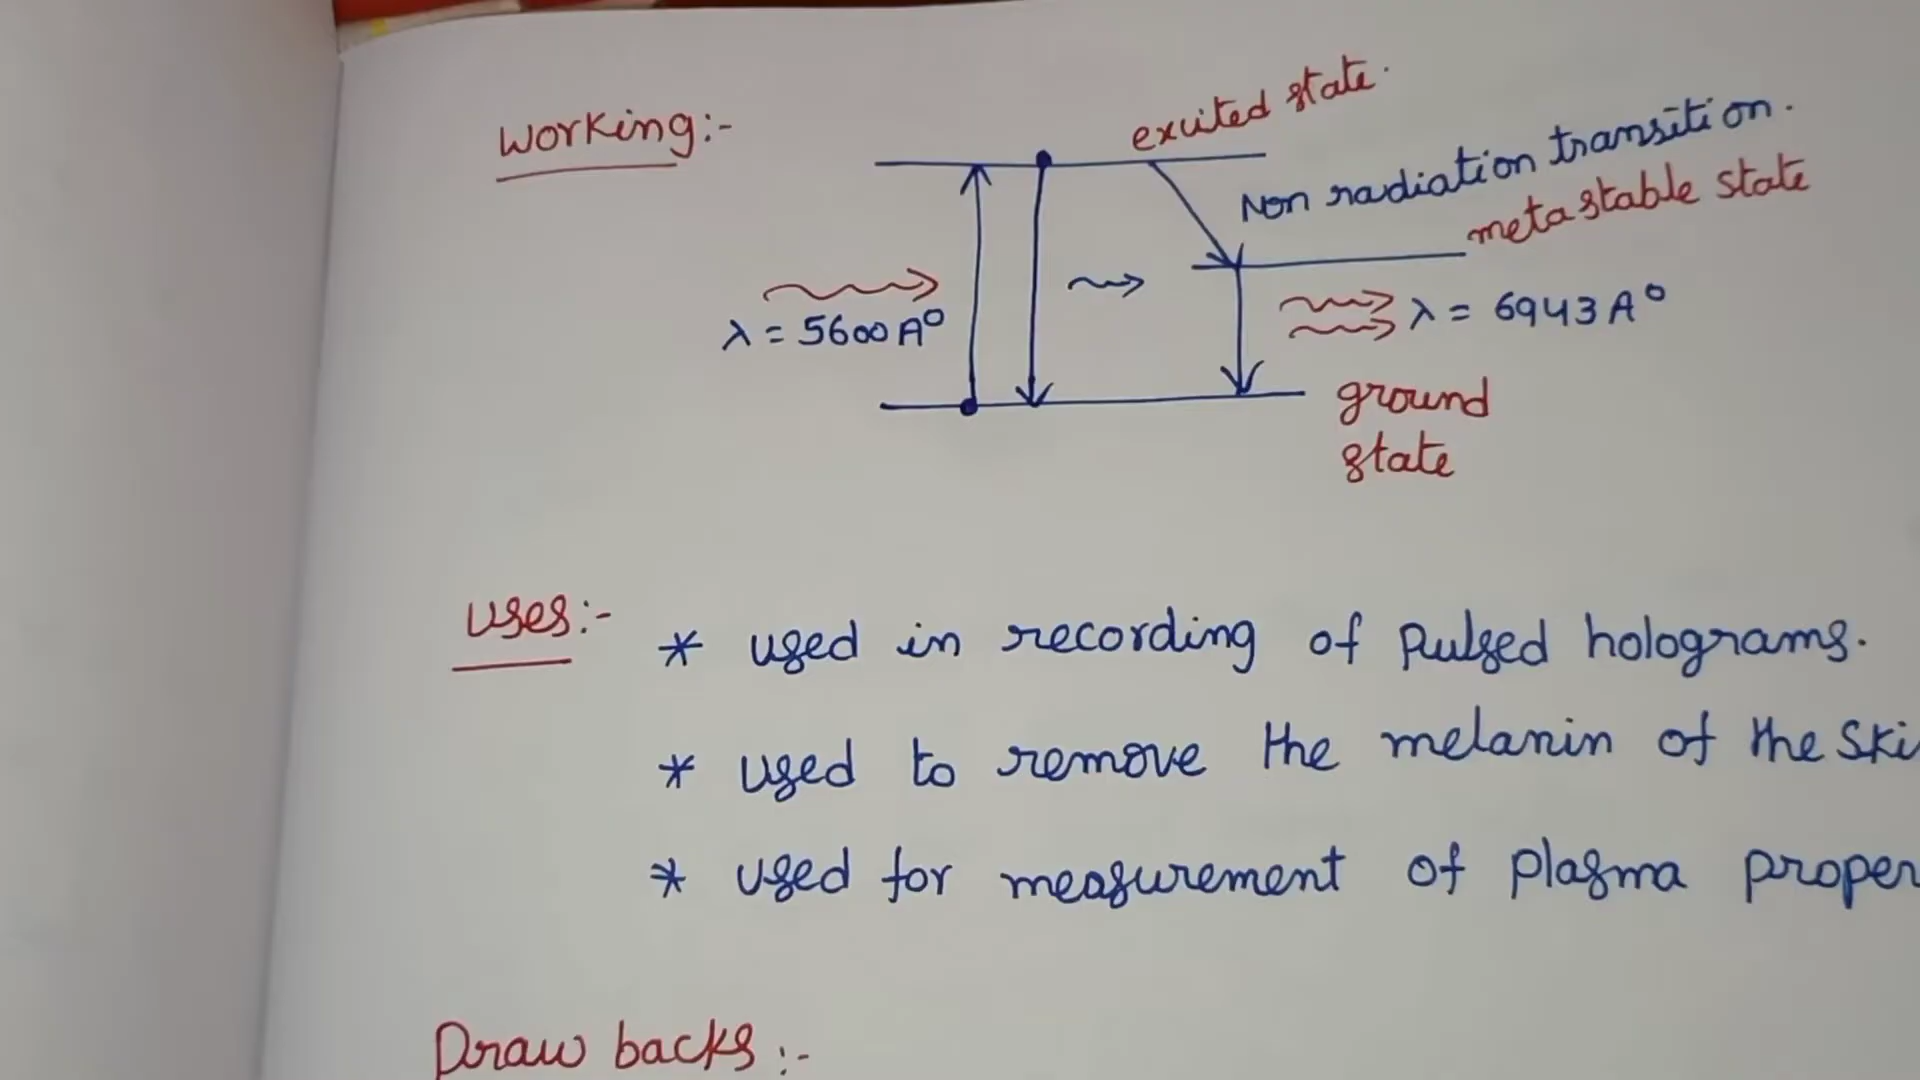 Working:-
excited state.
Non radiation transition.
metastable state
λ = 5600 A°
λ = 6943 A°
ground
state
Uses:-
* used in recording of Pulsed holograms.
* used to remove the melanin of the
* used for measurement of plasma
Draw backs:-